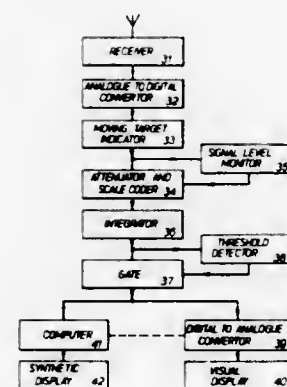 RECEIVER
31
ANALOGUE TO DIGITAL
CONVERTOR
32
MOVING TARGET
INDICATOR
33
SIGNAL LEVEL
MONITOR
35
ATTENUATOR AND
SCALE CODER
34
INTEGRATOR
36
THRESHOLD
DETECTOR
38
GATE
37
COMPUTER
41
DIGITAL TO ANALOGUE
CONVERTOR
39
SYNTHETIC
DISPLAY
42
VISUAL
DISPLAY
40